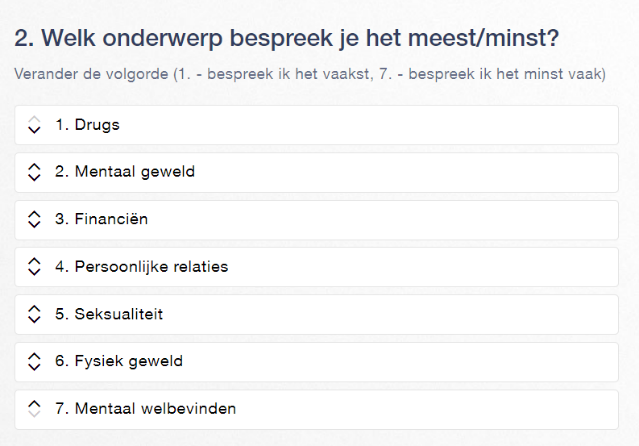 2. Welk onderwerp bespreek je het meest/minst?
Verander de volgorde (1. - bespreek ik het vaakst, 7. - bespreek ik het minst vaak)
1. Drugs
2. Mentaal geweld
3. Financiën
4. Persoonlijke relaties
5. Seksualiteit
6. Fysiek geweld
7. Mentaal welbevinden